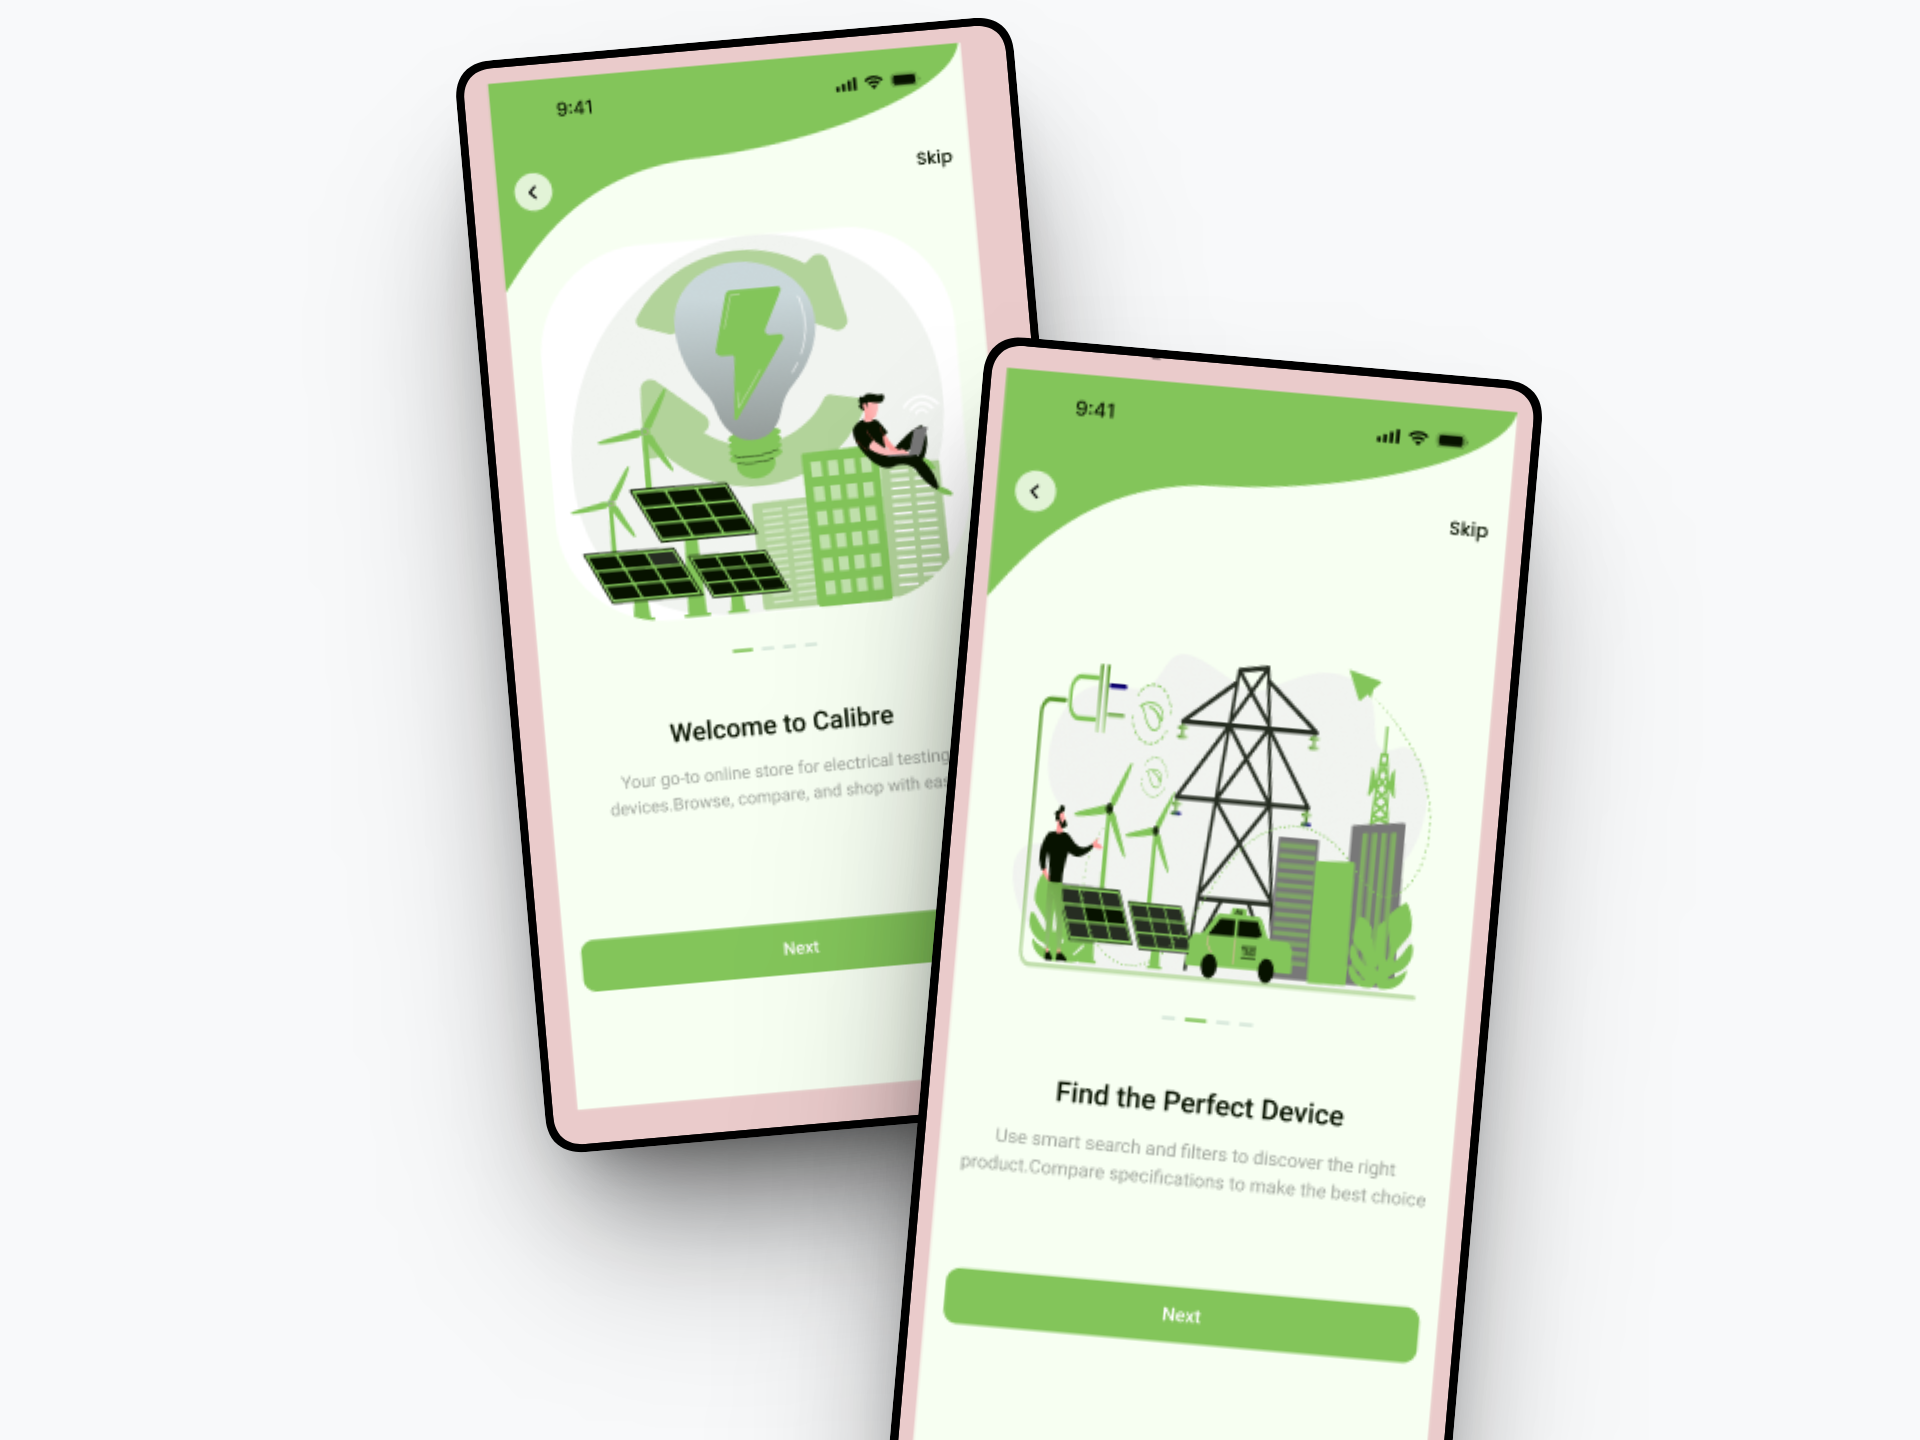 9:41
Skip
Welcome to Calibre
Your go-to online store for electrical testing
devices.Browse, compare, and shop with eas
Next
9:41
Skip
Find the Perfect Device
Use smart search and filters to discover the right
product.Compare specifications to make the best choice
Next